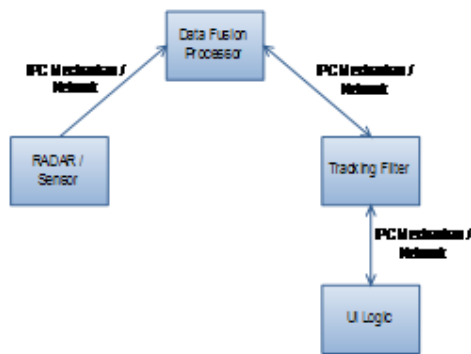 Data Fusion
Processor
IPC Mechanism /
Network
IPC Mechanism /
Network
RADAR /
Sensor
Tracking Filter
IPC Mechanism /
Network
UI Logic